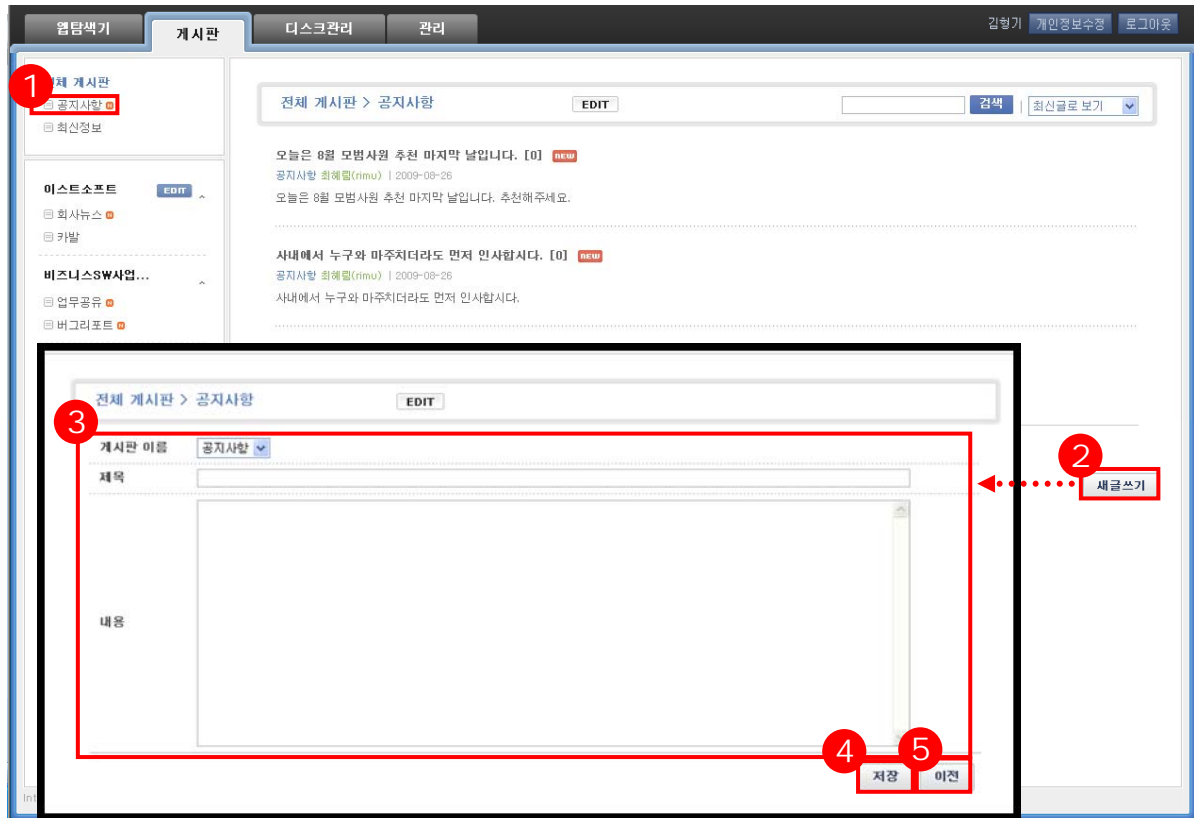 웹탐색기 게시판 디스크관리 관리 김형기 개인정보수정 로그아웃
1
체 게시판
공지사항
최신정보
전체 게시판 > 공지사항 EDIT 검색 | 최신글로 보기
오늘은 8월 모범사원 추천 마지막 날입니다. [0] new
공지사항 최혜림(rimu) | 2009-08-26
오늘은 8월 모범사원 추천 마지막 날입니다. 추천해주세요.
사내에서 누구와 마주치더라도 먼저 인사합시다. [0] new
공지사항 최혜림(rimu) | 2009-08-26
사내에서 누구와 마주치더라도 먼저 인사합시다.
이스트소프트 EDIT
회사뉴스
카발
비즈니스SW사업...
업무공유
버그리포트
전체 게시판 > 공지사항 EDIT
3
게시판 이름 공지사항
제목
내용
2
새글쓰기
4 5
저장 이전
Int